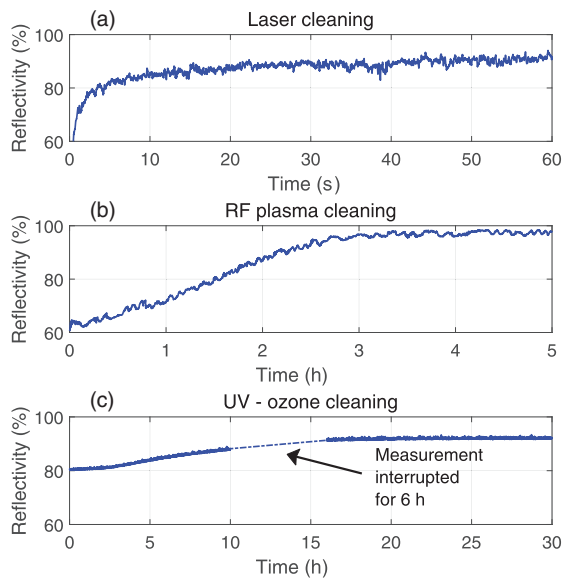 (a)
Laser cleaning
Reflectivity (%)
100
80
60
0 10 20 30 40 50 60
Time (s)
(b)
RF plasma cleaning
Reflectivity (%)
100
80
60
0 1 2 3 4 5
Time (h)
(c)
UV - ozone cleaning
Reflectivity (%)
100
80
60
Measurement
interrupted
for 6 h
0 5 10 15 20 25 30
Time (h)